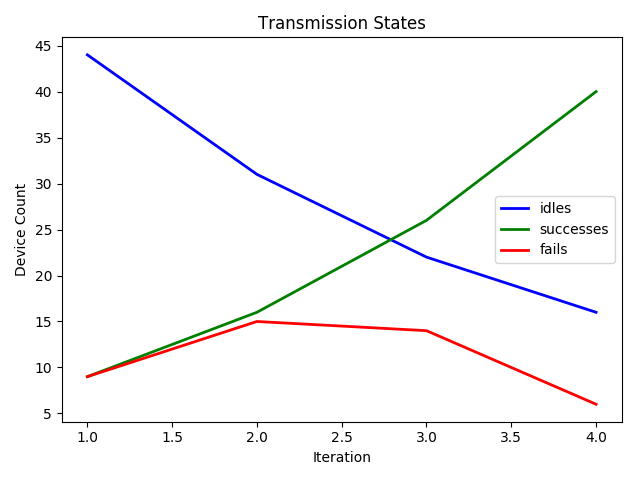 Transmission States
45
40
35
30
25
20
15
10
5
Device Count
idles
successes
fails
1.0 1.5 2.0 2.5 3.0 3.5 4.0
Iteration